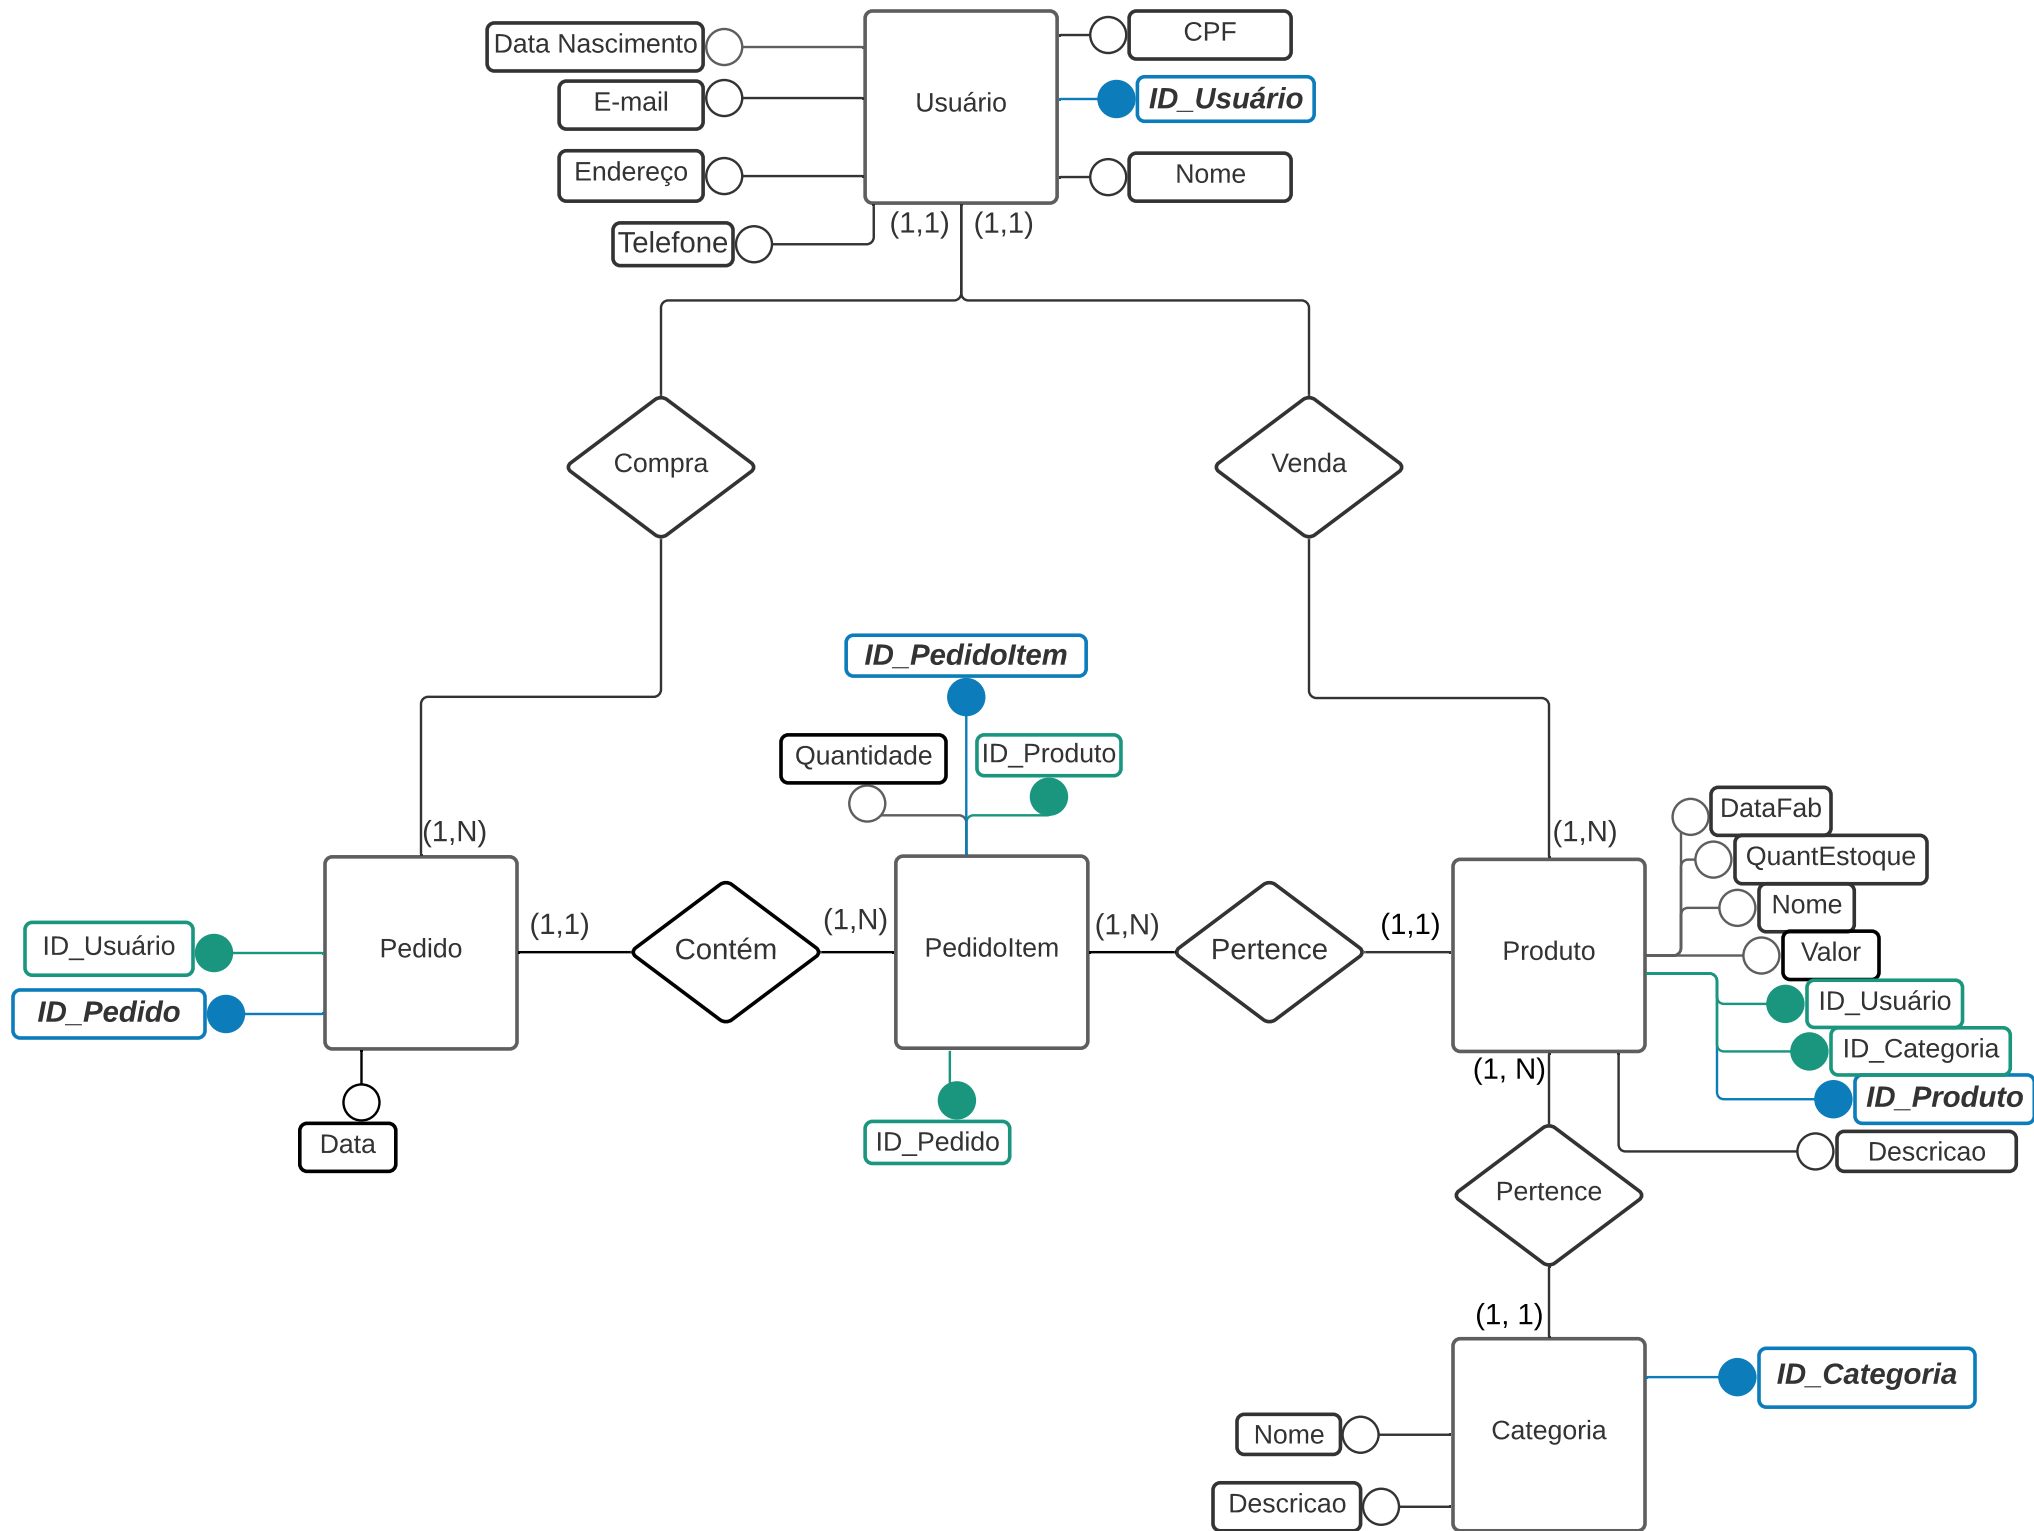 CPF
Data Nascimento
E-mail
Usuário
ID_Usuário
Endereço
Nome
Telefone
(1,1)
(1,1)
Compra
Venda
ID_PedidoItem
Quantidade
ID_Produto
(1,N)
(1,N)
DataFab
QuantEstoque
Nome
Valor
ID_Usuário
ID_Categoria
ID_Produto
Descricao
ID_Usuário
ID_Pedido
Pedido
(1,1)
Contém
(1,N)
PedidoItem
(1,N)
Pertence
(1,1)
Produto
Data
ID_Pedido
(1, N)
Pertence
(1, 1)
ID_Categoria
Nome
Categoria
Descricao